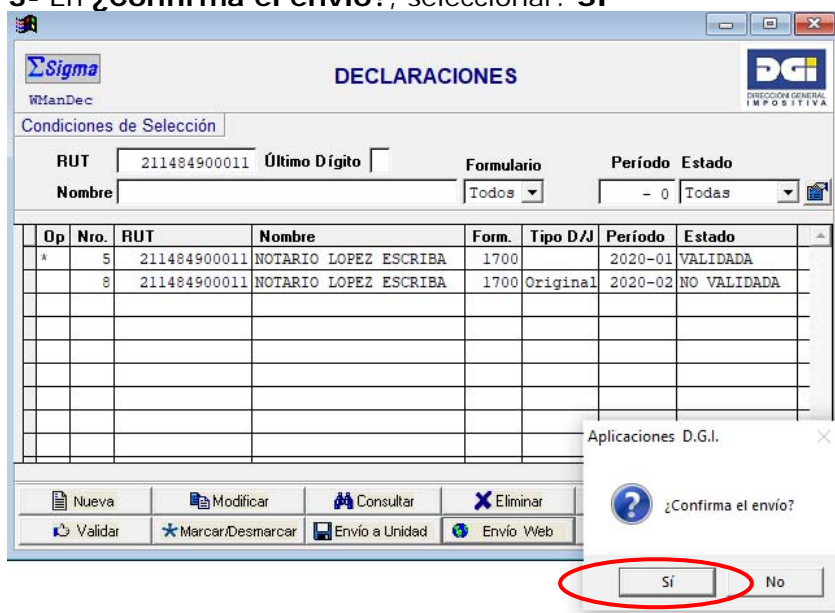 3- En ¿Confirma el envío?, seleccionar: Sí
ΣSigma
WManDec
DECLARACIONES
DGI
DIRECCIÓN GENERAL
IMPOSITIVA
Condiciones de Selección
RUT 211484900011 Último Dígito Formulario Período Estado
Nombre Todos - 0 Todas
Op Nro. RUT Nombre Form. Tipo D/J Período Estado
* 5 211484900011 NOTARIO LOPEZ ESCRIBA 1700 2020-01 VALIDADA
8 211484900011 NOTARIO LOPEZ ESCRIBA 1700 Original 2020-02 NO VALIDADA
Aplicaciones D.G.I.
¿Confirma el envío?
Sí No
Nueva Modificar Consultar Eliminar
Validar Marcar/Desmarcar Envío a Unidad Envío Web